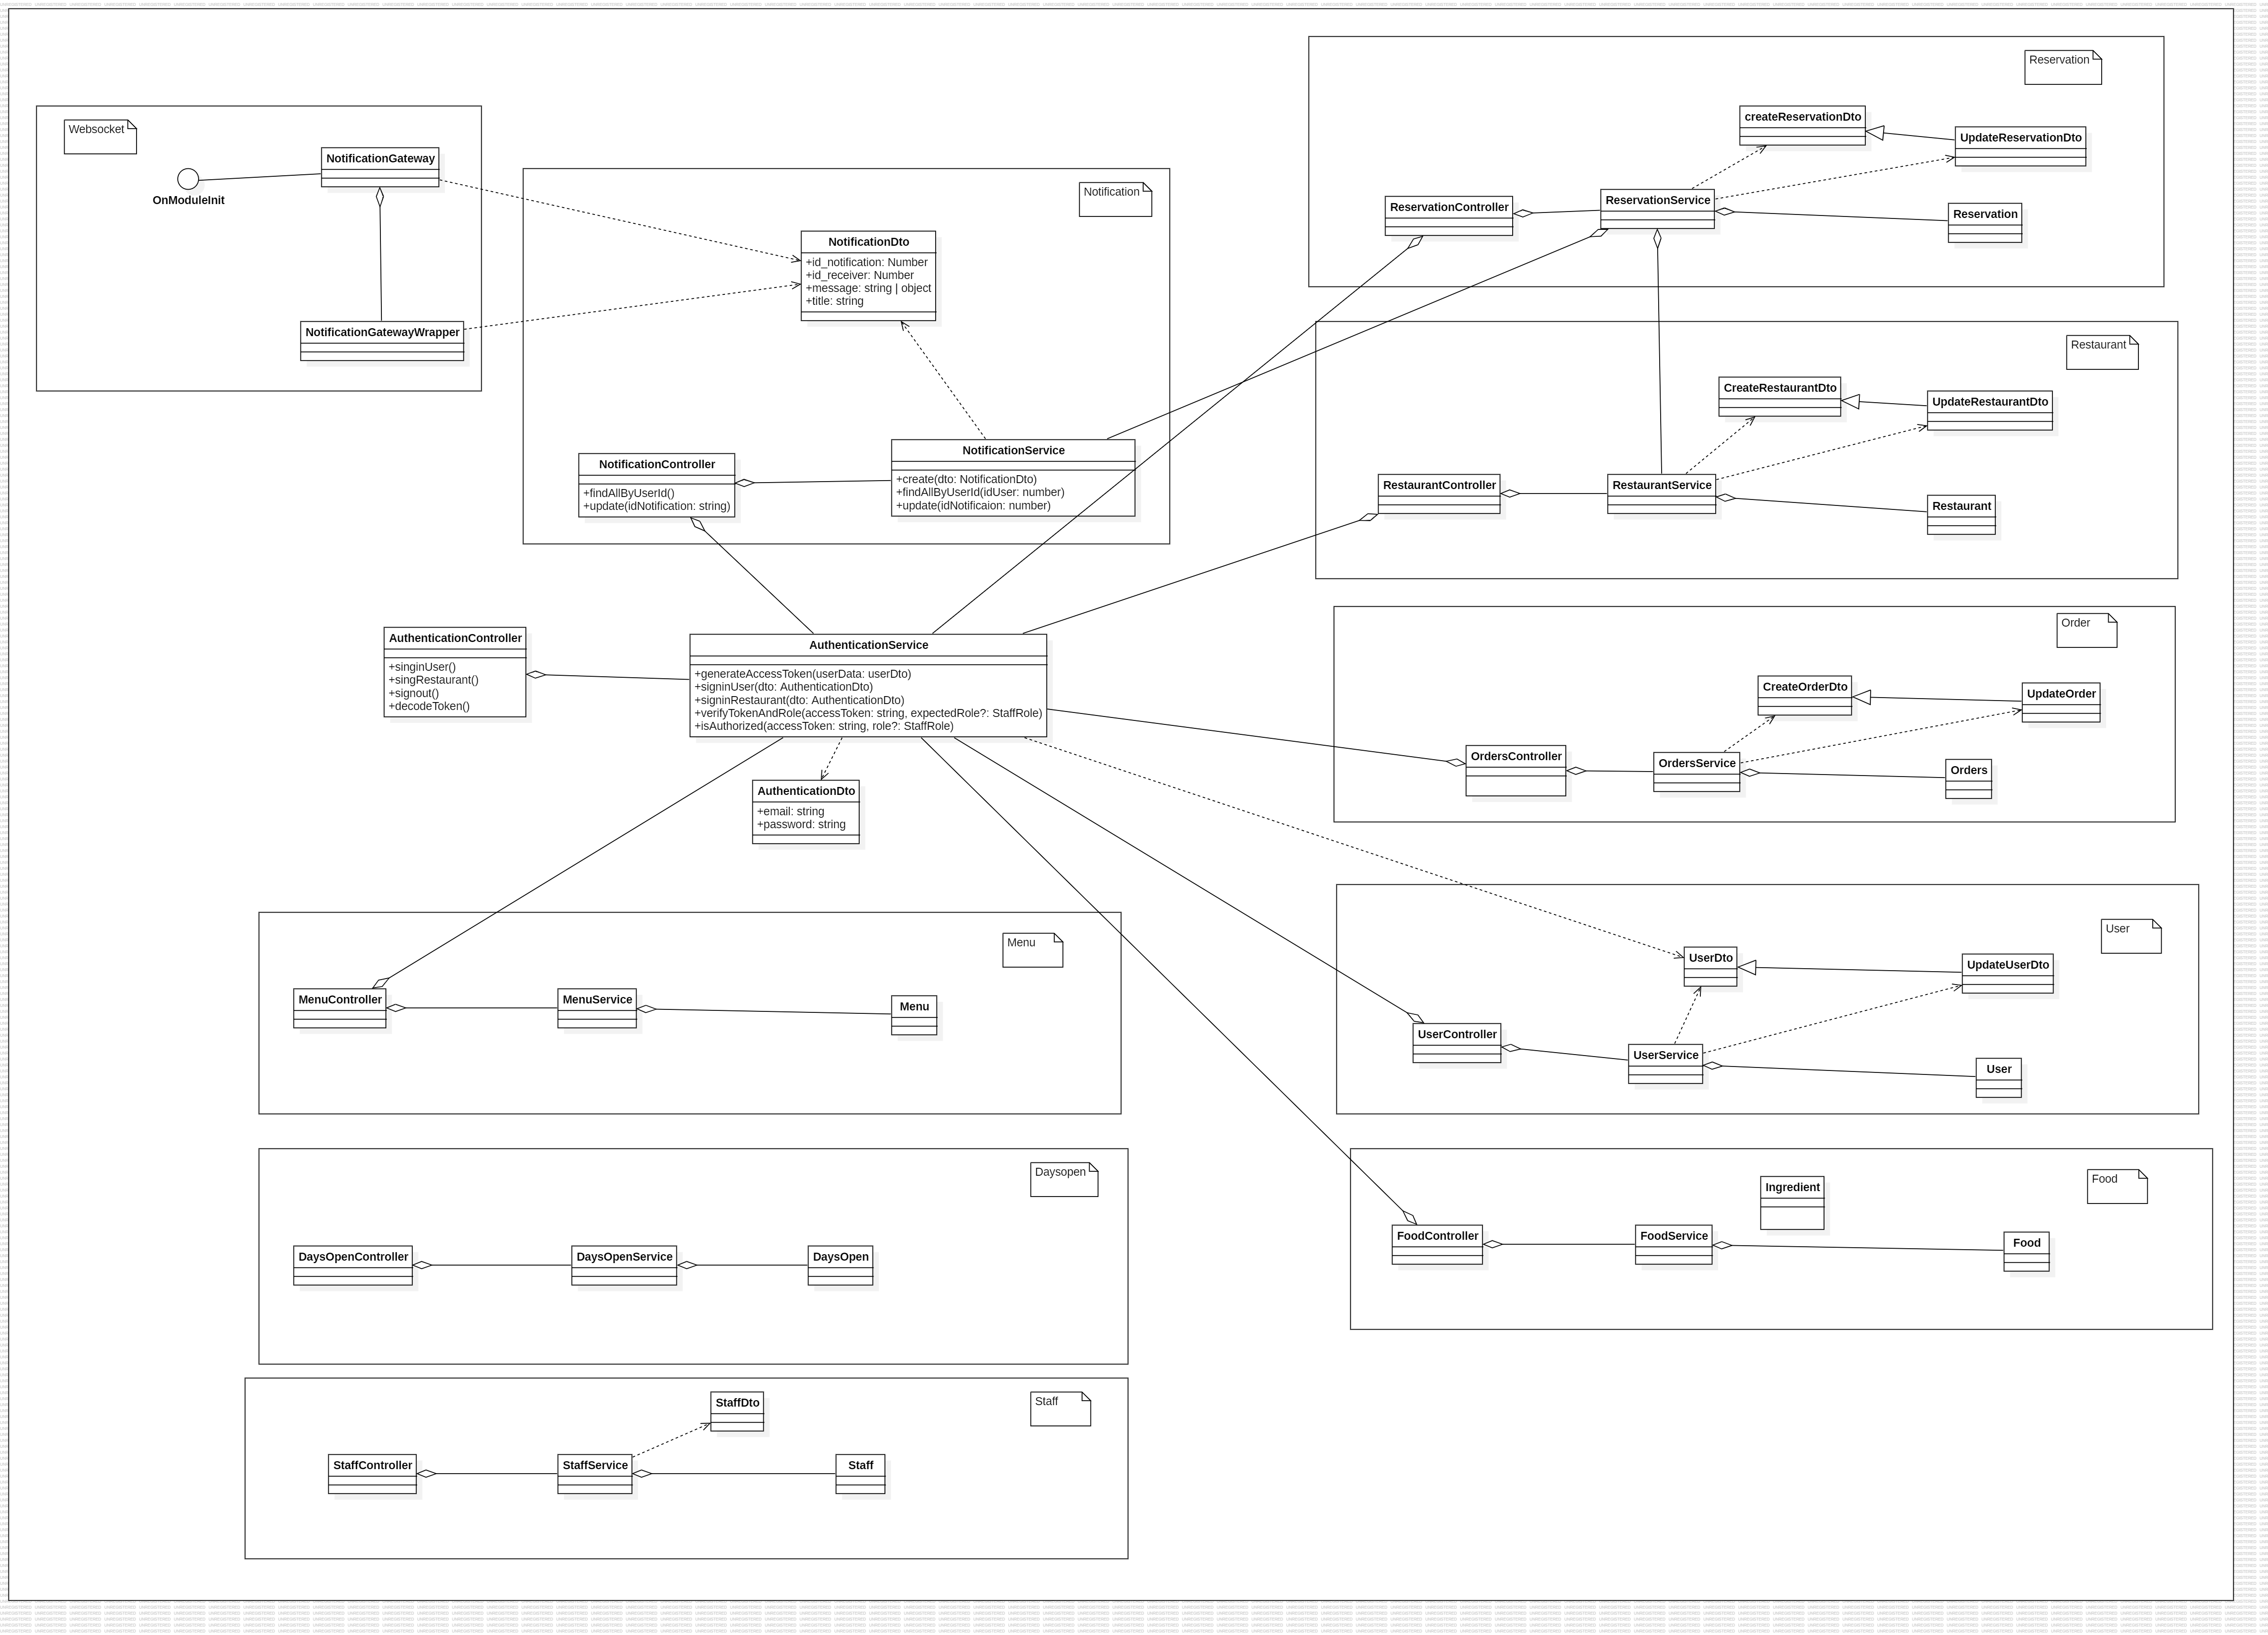 Websocket
NotificationGateway
OnModuleInit
NotificationGatewayWrapper
Notification
NotificationDto
+id_notification: Number
+id_receiver: Number
+message: string | object
+title: string
NotificationController
+findAllByUserId()
+update(idNotification: string)
NotificationService
+create(dto: NotificationDto)
+findAllByUserId(idUser: number)
+update(idNotificaion: number)
Reservation
createReservationDto
UpdateReservationDto
ReservationController
ReservationService
Reservation
Restaurant
CreateRestaurantDto
UpdateRestaurantDto
RestaurantController
RestaurantService
Restaurant
AuthenticationController
+singinUser()
+singRestaurant()
+signout()
+decodeToken()
AuthenticationService
+generateAccessToken(userData: userDto)
+signinUser(dto: AuthenticationDto)
+signinRestaurant(dto: AuthenticationDto)
+verifyTokenAndRole(accessToken: string, expectedRole?: StaffRole)
+isAuthorized(accessToken: string, role?: StaffRole)
AuthenticationDto
+email: string
+password: string
Order
CreateOrderDto
UpdateOrder
OrdersController
OrdersService
Orders
User
UserDto
UpdateUserDto
UserController
UserService
User
Menu
MenuController
MenuService
Menu
Daysopen
DaysOpenController
DaysOpenService
DaysOpen
Food
Ingredient
FoodController
FoodService
Food
Staff
StaffDto
StaffController
StaffService
Staff